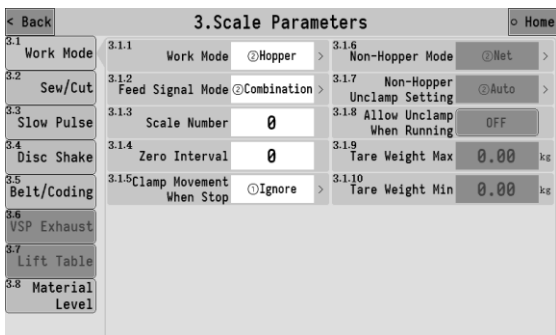 < Back
3.Scale Parameters
o Home
3.1 Work Mode
3.2 Sew/Cut
3.3 Slow Pulse
3.4 Disc Shake
3.5 Belt/Coding
3.6 VSP Exhaust
3.7 Lift Table
3.8 Material
Level
3.1.1 Work Mode ②Hopper >
3.1.2 Feed Signal Mode ②Combination >
3.1.3 Scale Number 0
3.1.4 Zero Interval 0
3.1.5 Clamp Movement
When Stop ①Ignore >
3.1.6 Non-Hopper Mode ②Net >
3.1.7 Non-Hopper
Unclamp Setting ②Auto >
3.1.8 Allow Unclamp
When Running OFF
3.1.9 Tare Weight Max 0.00 kg
3.1.10 Tare Weight Min 0.00 kg